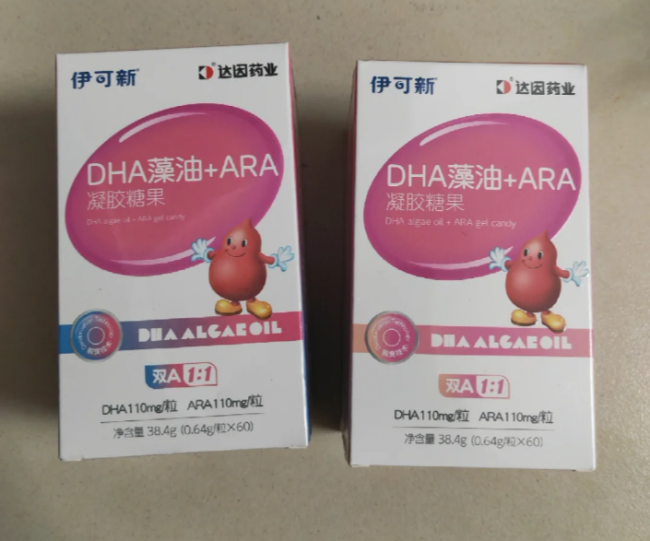 伊可新
达因药业
DHA藻油+ARA
凝胶糖果
DHA algae oil + ARA gel candy
DHA ALGAE OIL
双A 1:1
DHA110mg/粒 ARA110mg/粒
净含量 38.4g (0.64g/粒×60)
伊可新
达因药业
DHA藻油+ARA
凝胶糖果
DHA algae oil + ARA gel candy
DHA ALGAE OIL
双A 1:1
DHA110mg/粒 ARA110mg/粒
净含量 38.4g (0.64g/粒×60)